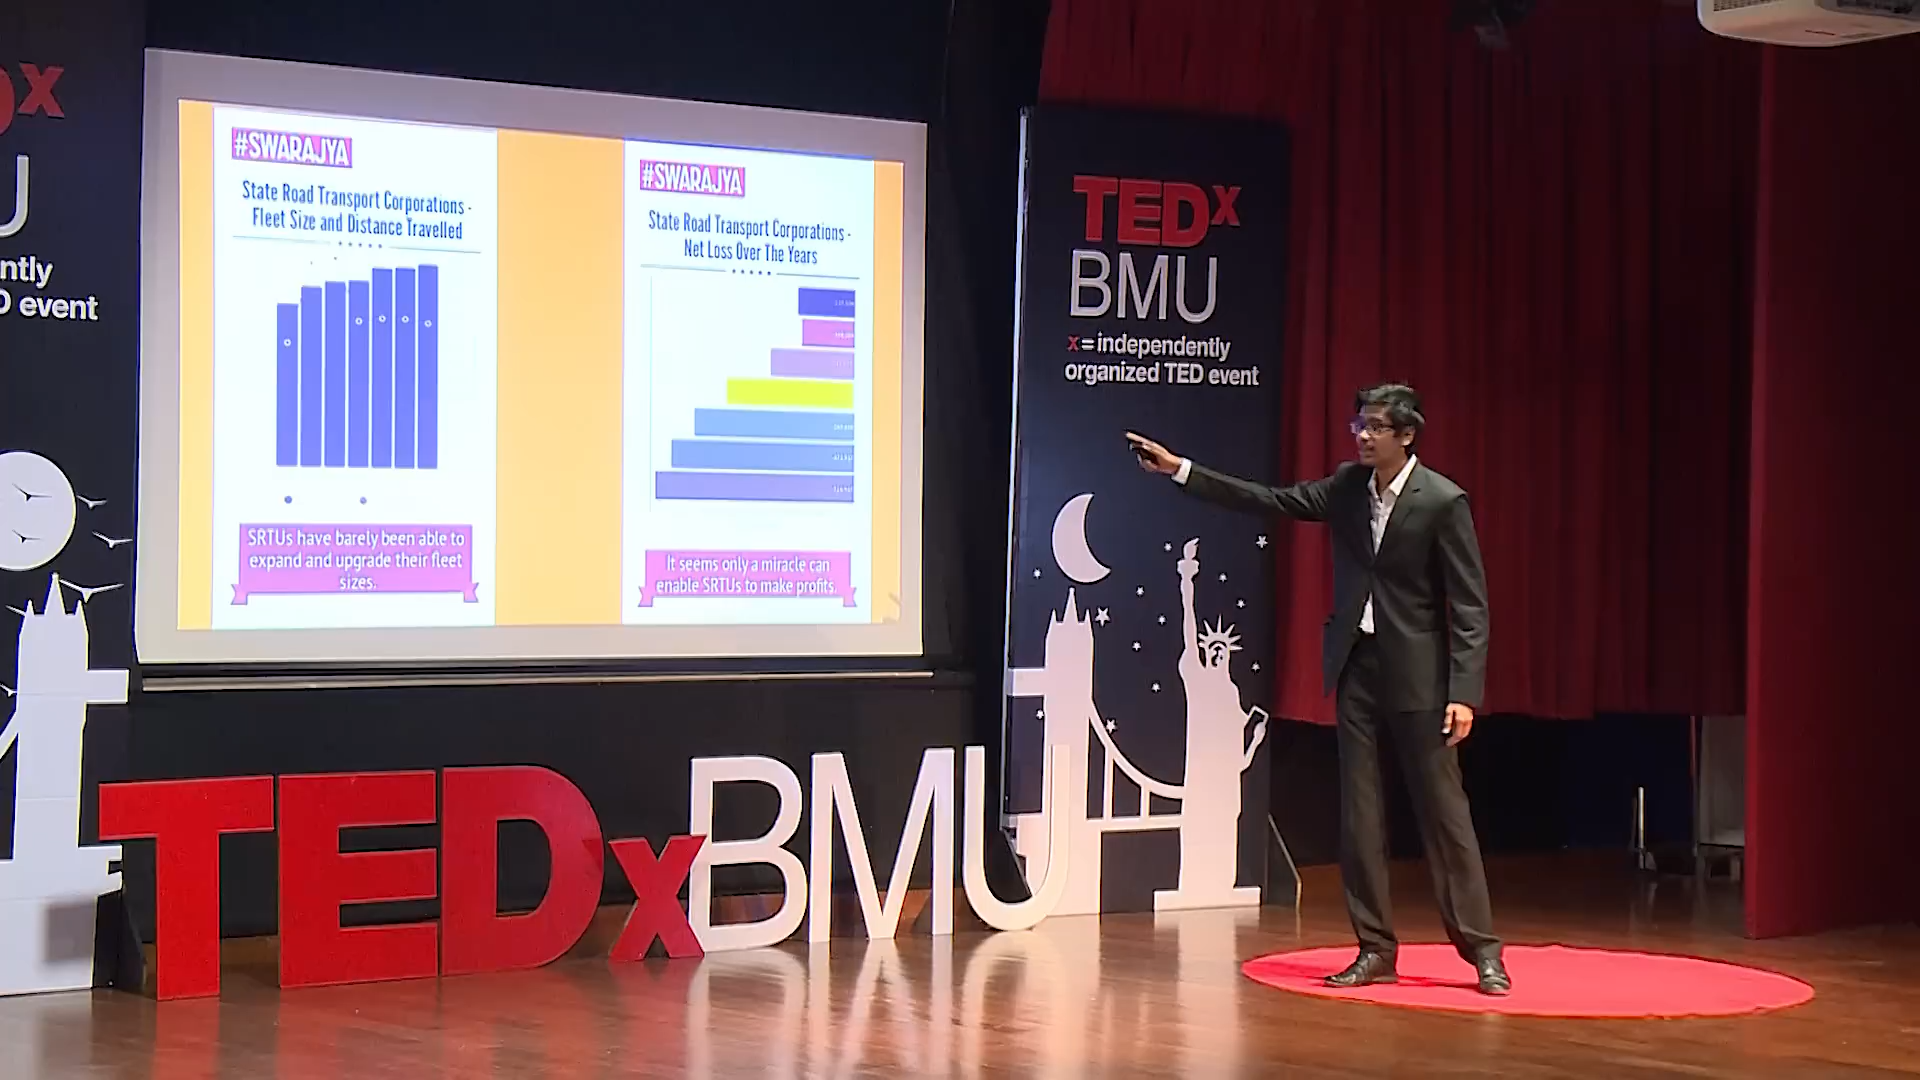 x
U
ntly
D event
#SWARAJYA
State Road Transport Corporations -
Fleet Size and Distance Travelled
SRTUs have barely been able to
expand and upgrade their fleet
sizes.
#SWARAJYA
State Road Transport Corporations -
Net Loss Over The Years
It seems only a miracle can
enable SRTUs to make profits.
TEDx
BMU
x = independently
organized TED event
TEDxBMU